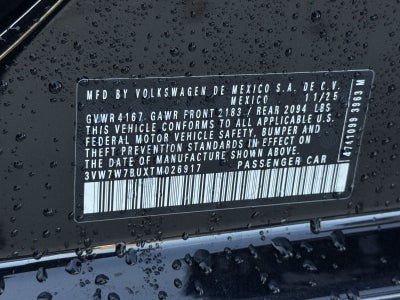 MFD BY VOLKSWAGEN DE MEXICO S.A. DE C.V.
MEXICO 11/25
GVWR 4167 GAWR FRONT 2183 / REAR 2094 LBS
THIS VEHICLE CONFORMS TO ALL APPLICABLE U.S.
FEDERAL MOTOR VEHICLE SAFETY, BUMPER AND
THEFT PREVENTION STANDARDS IN EFFECT ON
THE DATE OF MANUFACTURE SHOWN ABOVE
3VW7W7BUXTM026917 PASSENGER CAR